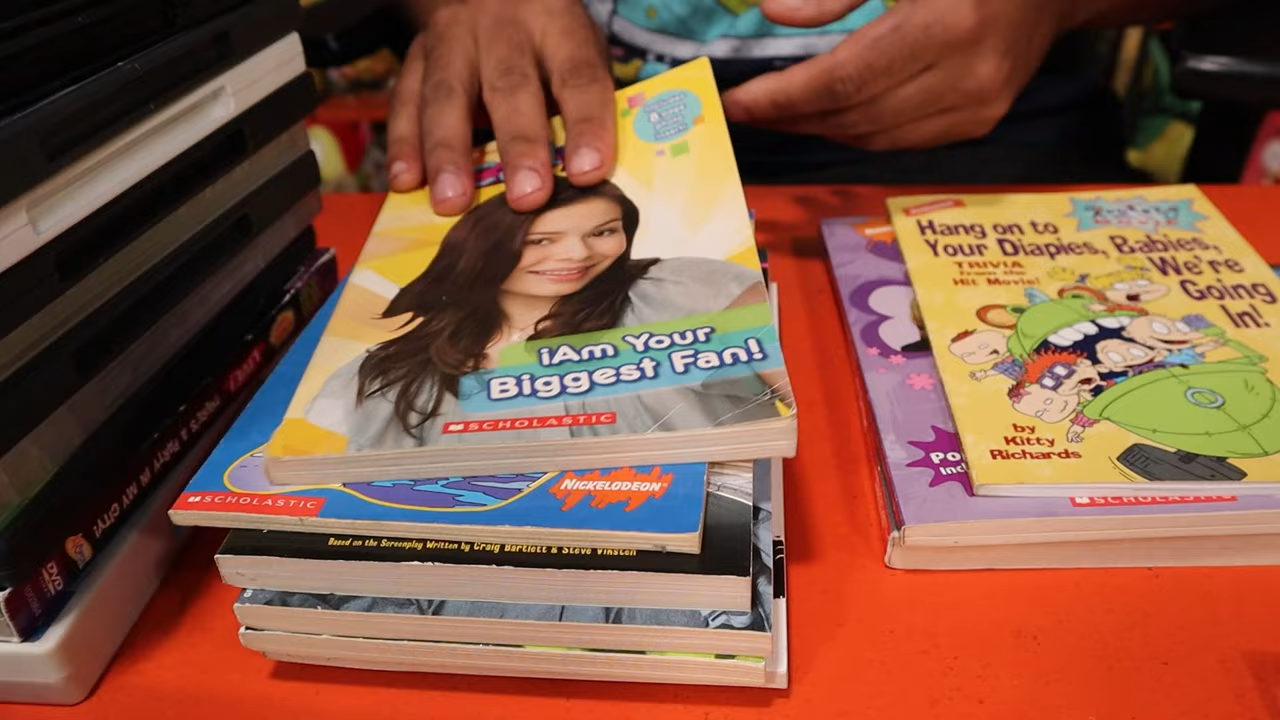 iAm Your
Biggest Fan!
SCHOLASTIC
SCHOLASTIC
NICKELODEON
Based on the Screenplay Written by Craig Bartlett & Steve Viksten
Hang on to
Your Diapies, Babies,
We're
Going
In!
TRIVIA
from the
Hit Movie!
by
Kitty
Richards
SCHOLASTIC
DVD